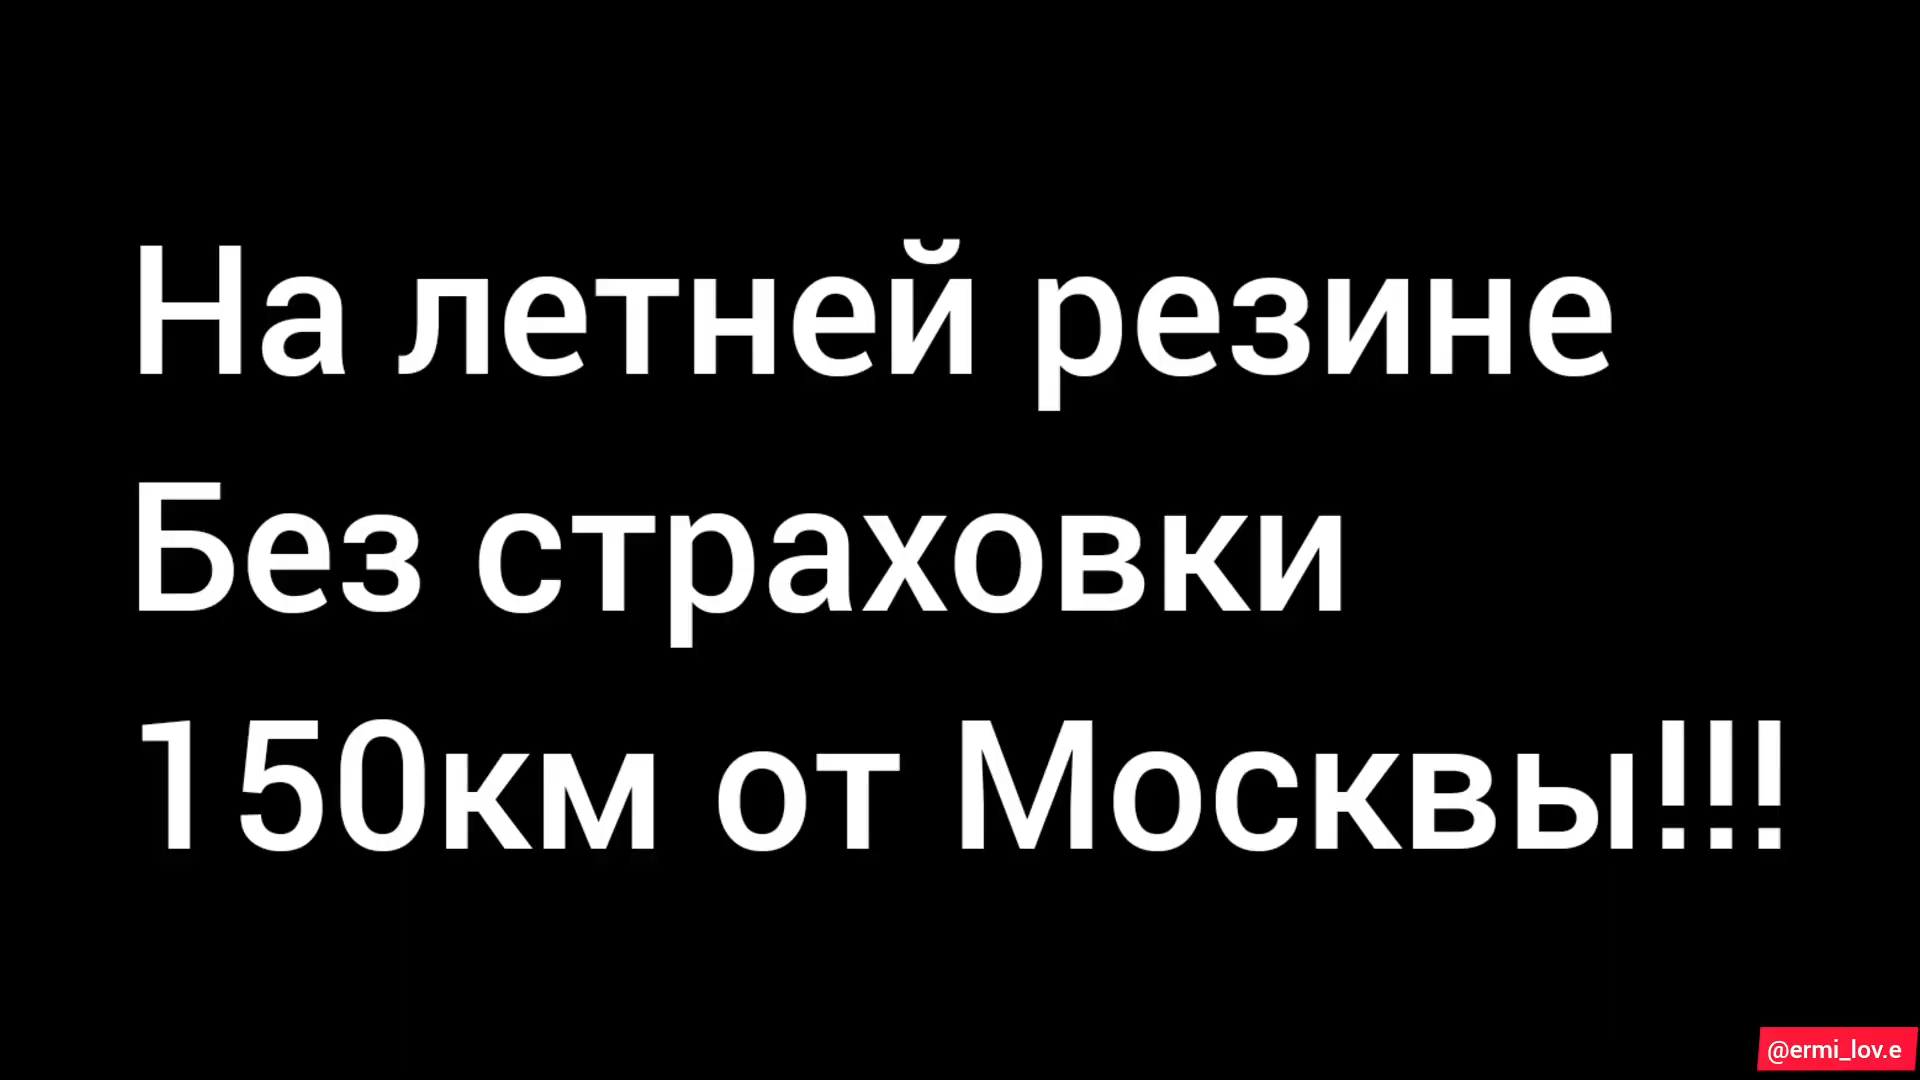 На летней резине
Без страховки
150км от Москвы!!!
@ermi_lov.e